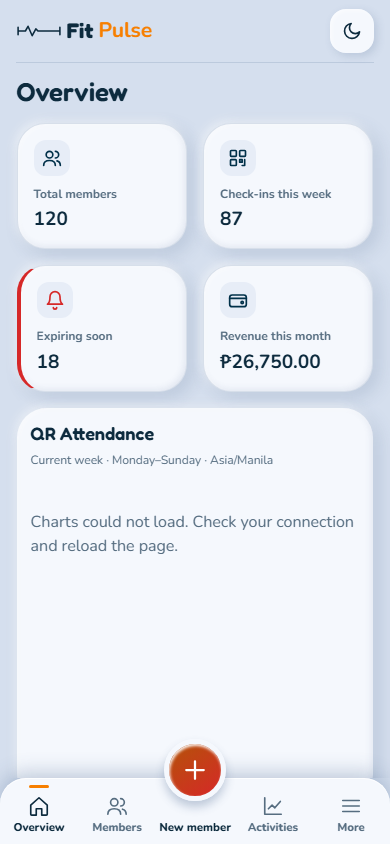 Fit Pulse
Overview
Total members
120
Check-ins this week
87
Expiring soon
18
Revenue this month
₱26,750.00
QR Attendance
Current week · Monday–Sunday · Asia/Manila
Charts could not load. Check your connection
and reload the page.
Overview
Members
New member
Activities
More